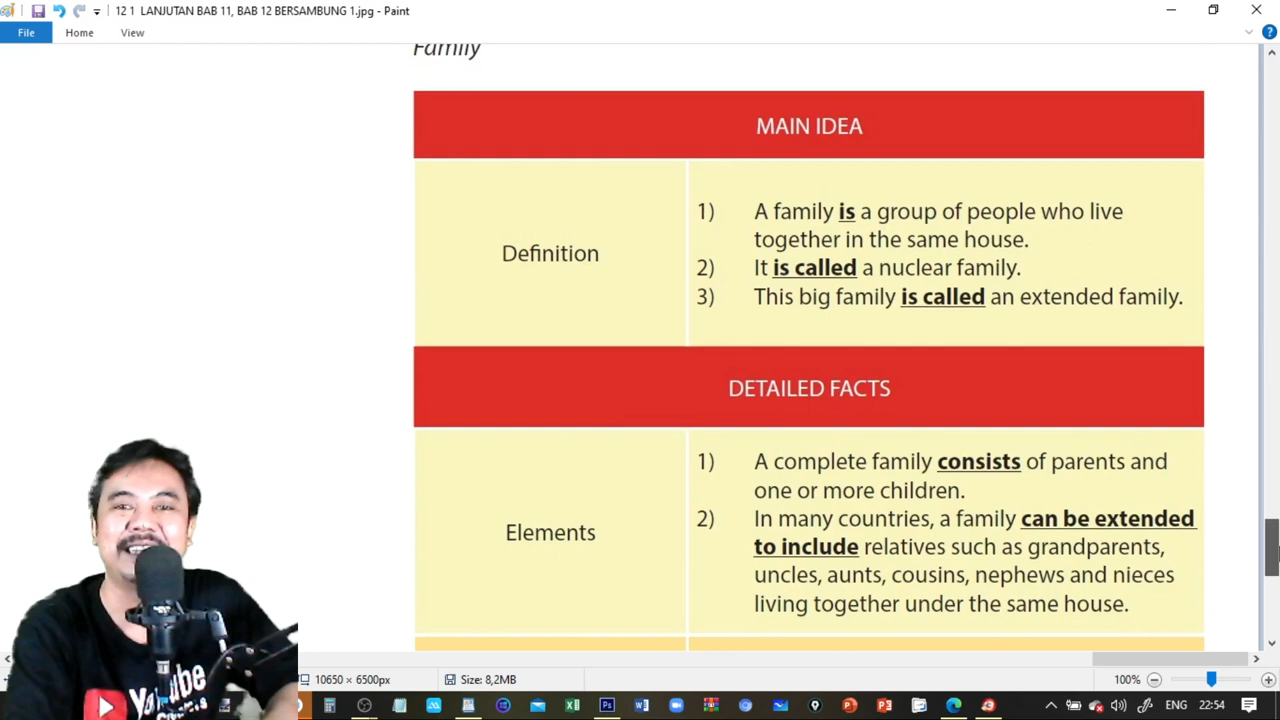 12 1 LANJUTAN BAB 11, BAB 12 BERSAMBUNG 1.jpg - Paint
File Home View
Family
MAIN IDEA
Definition
1) A family is a group of people who live
together in the same house.
2) It is called a nuclear family.
3) This big family is called an extended family.
DETAILED FACTS
Elements
1) A complete family consists of parents and
one or more children.
2) In many countries, a family can be extended
to include relatives such as grandparents,
uncles, aunts, cousins, nephews and nieces
living together under the same house.
YouTube
10650 × 6500px
Size: 8,2MB
100%
ENG 22:54